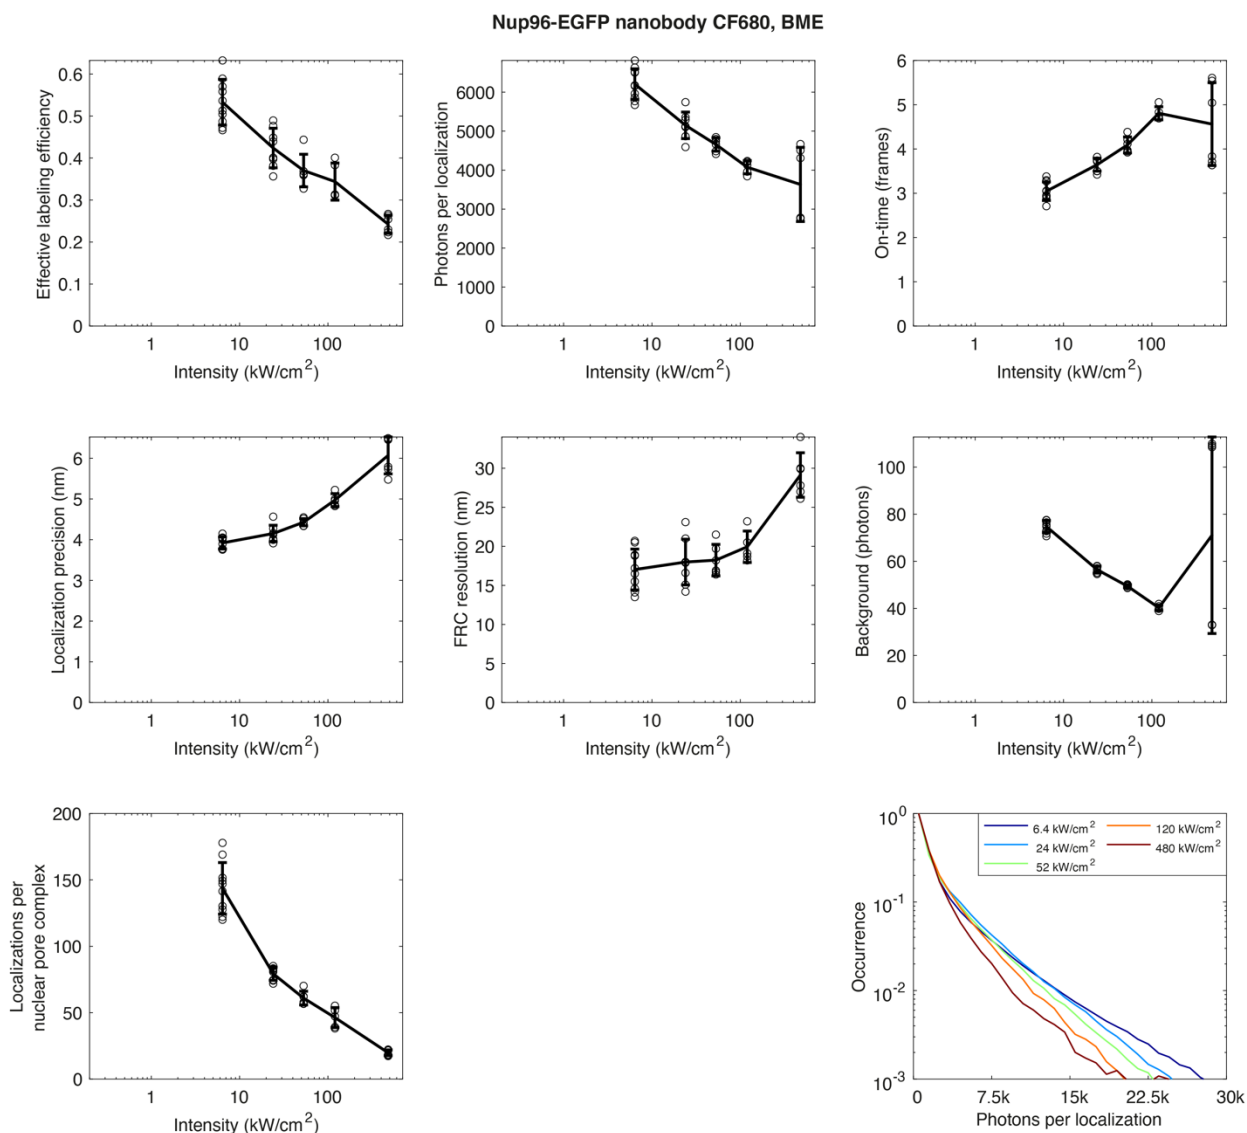 Nup96-EGFP nanobody CF680, BME
Effective labeling efficiency
0.6
0.5
0.4
0.3
0.2
0.1
0
1 10 100
Intensity (kW/cm²)
Photons per localization
6000
5000
4000
3000
2000
1000
0
1 10 100
Intensity (kW/cm²)
On-time (frames)
6
5
4
3
2
1
0
1 10 100
Intensity (kW/cm²)
Localization precision (nm)
6
5
4
3
2
1
0
1 10 100
Intensity (kW/cm²)
FRC resolution (nm)
30
25
20
15
10
5
0
1 10 100
Intensity (kW/cm²)
Background (photons)
100
80
60
40
20
0
1 10 100
Intensity (kW/cm²)
Localizations per
nuclear pore complex
200
150
100
50
0
1 10 100
Intensity (kW/cm²)
Occurrence
10⁰
10⁻¹
10⁻²
10⁻³
6.4 kW/cm²
24 kW/cm²
52 kW/cm²
120 kW/cm²
480 kW/cm²
0 7.5k 15k 22.5k 30k
Photons per localization